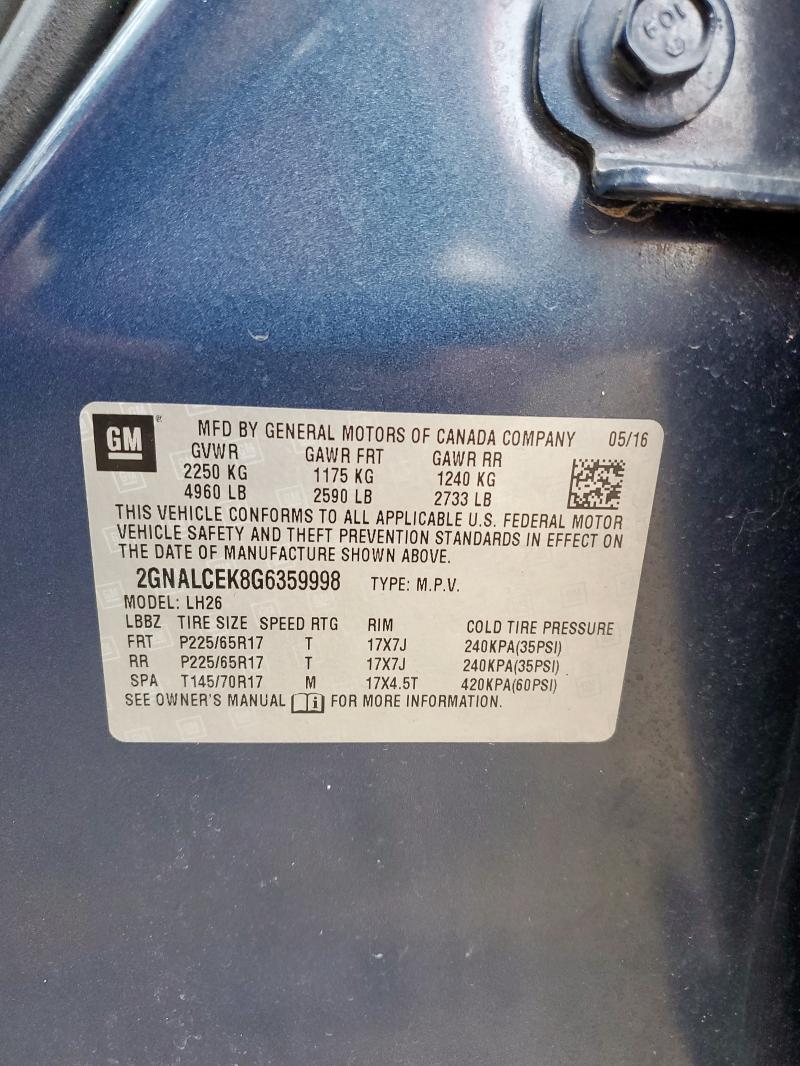 GM
MFD BY GENERAL MOTORS OF CANADA COMPANY 05/16
GVWR GAWR FRT GAWR RR
2250 KG 1175 KG 1240 KG
4960 LB 2590 LB 2733 LB
THIS VEHICLE CONFORMS TO ALL APPLICABLE U.S. FEDERAL MOTOR
VEHICLE SAFETY AND THEFT PREVENTION STANDARDS IN EFFECT ON
THE DATE OF MANUFACTURE SHOWN ABOVE.
2GNALCEK8G6359998 TYPE: M.P.V.
MODEL: LH26
LBBZ TIRE SIZE SPEED RTG RIM COLD TIRE PRESSURE
FRT P225/65R17 T 17X7J 240KPA(35PSI)
RR P225/65R17 T 17X7J 240KPA(35PSI)
SPA T145/70R17 M 17X4.5T 420KPA(60PSI)
SEE OWNER'S MANUAL i FOR MORE INFORMATION.